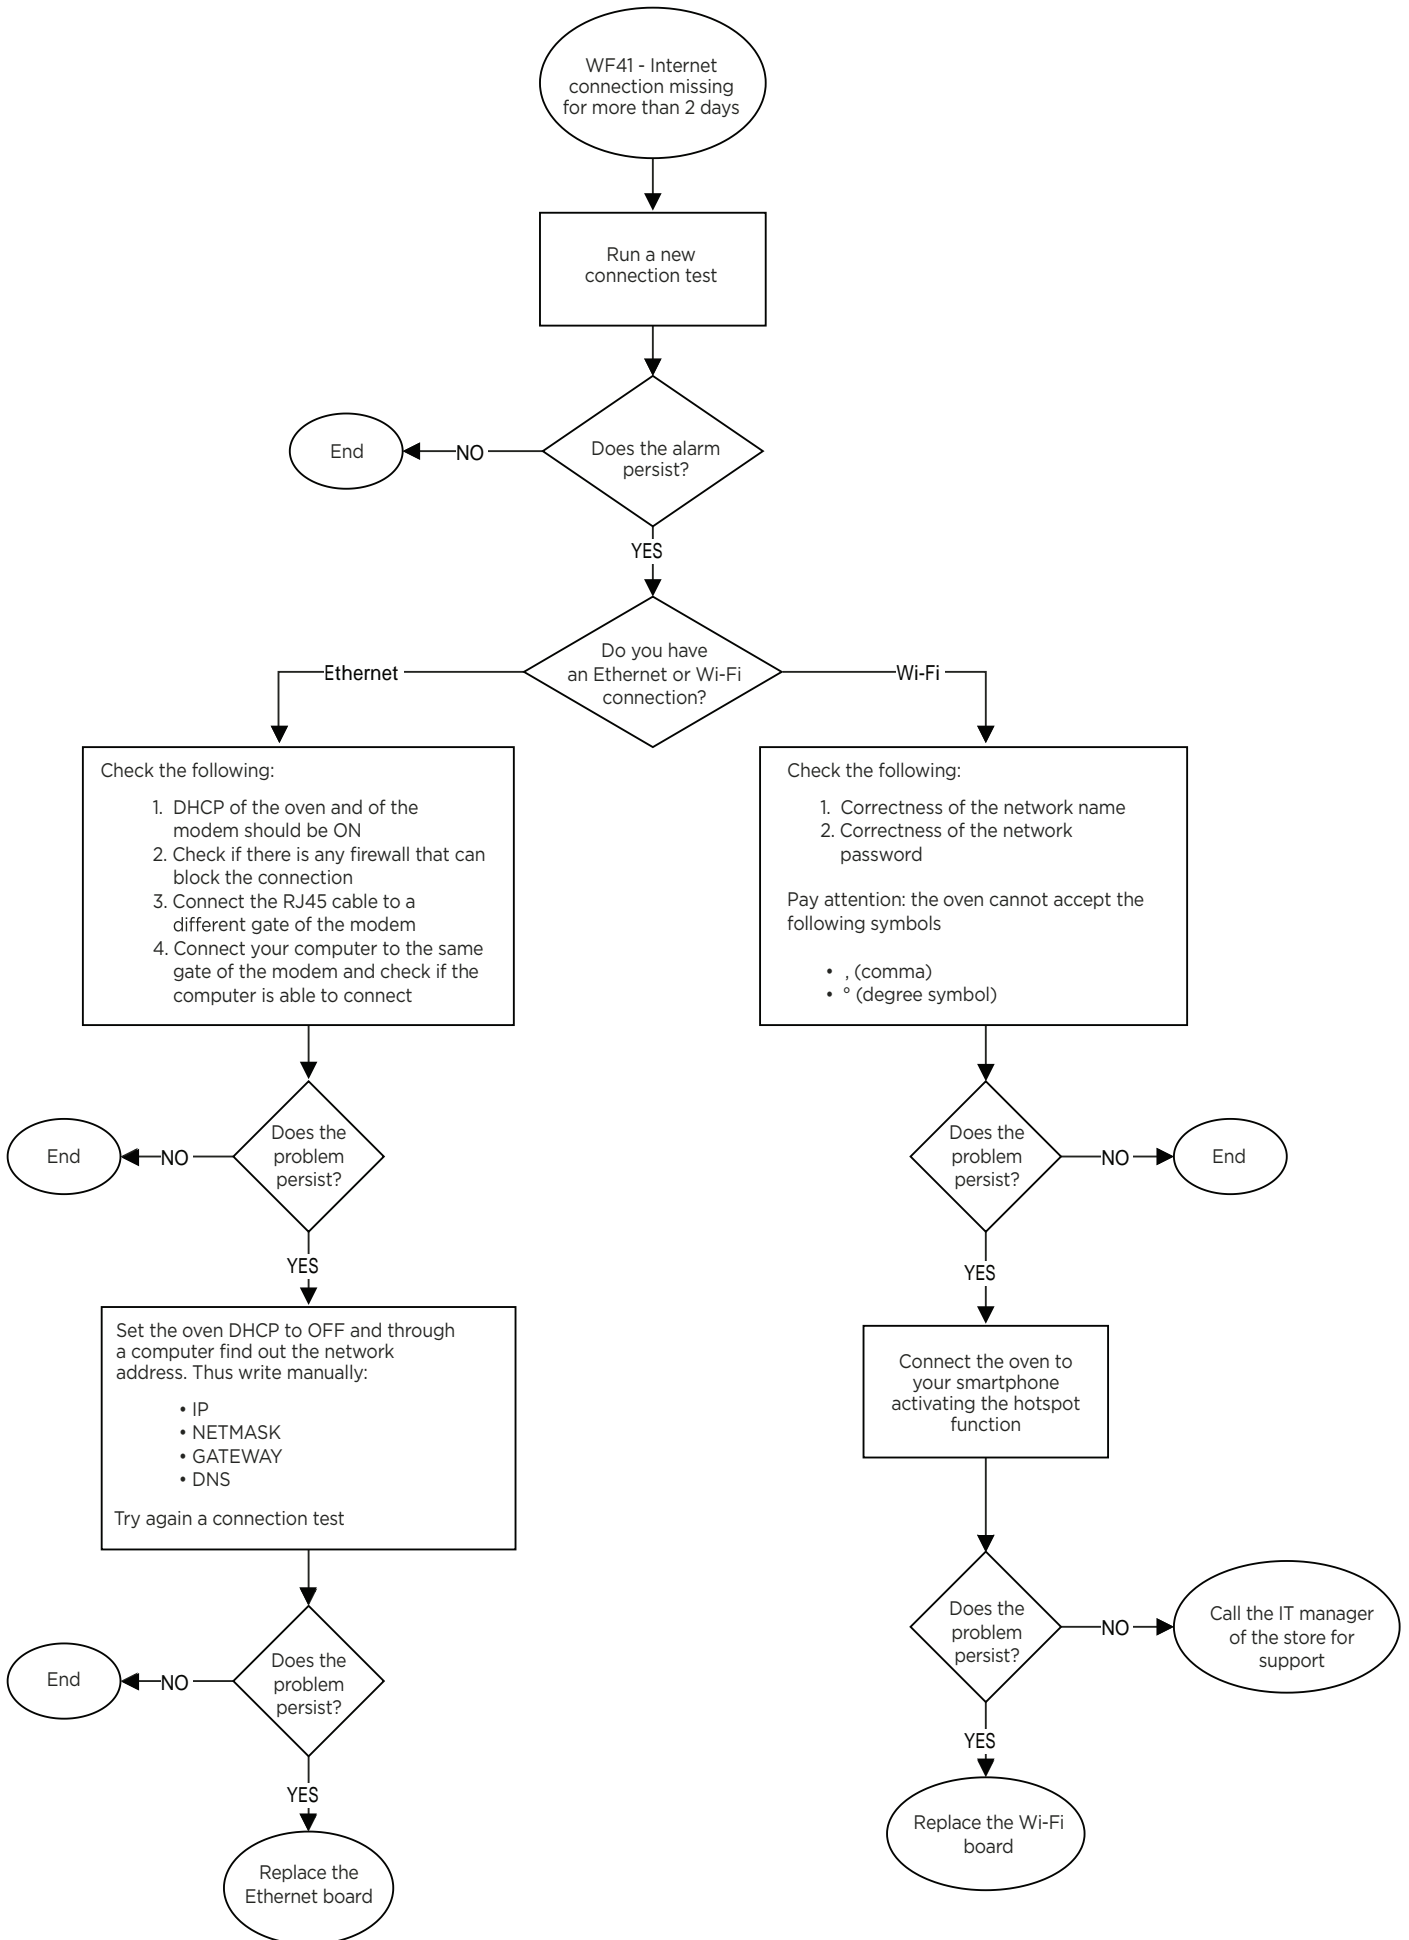 WF41 - Internet
connection missing
for more than 2 days
Run a new
connection test
Does the alarm
persist?
NO
End
YES
Do you have
an Ethernet or Wi-Fi
connection?
Ethernet
Wi-Fi
Check the following:
1. DHCP of the oven and of the
modem should be ON
2. Check if there is any firewall that can
block the connection
3. Connect the RJ45 cable to a
different gate of the modem
4. Connect your computer to the same
gate of the modem and check if the
computer is able to connect
Check the following:
1. Correctness of the network name
2. Correctness of the network
password
Pay attention: the oven cannot accept the
following symbols
• , (comma)
• ° (degree symbol)
Does the
problem
persist?
NO
End
YES
Does the
problem
persist?
NO
End
YES
Set the oven DHCP to OFF and through
a computer find out the network
address. Thus write manually:
• IP
• NETMASK
• GATEWAY
• DNS
Try again a connection test
Connect the oven to
your smartphone
activating the hotspot
function
Does the
problem
persist?
NO
End
YES
Replace the
Ethernet board
Does the
problem
persist?
NO
Call the IT manager
of the store for
support
YES
Replace the Wi-Fi
board